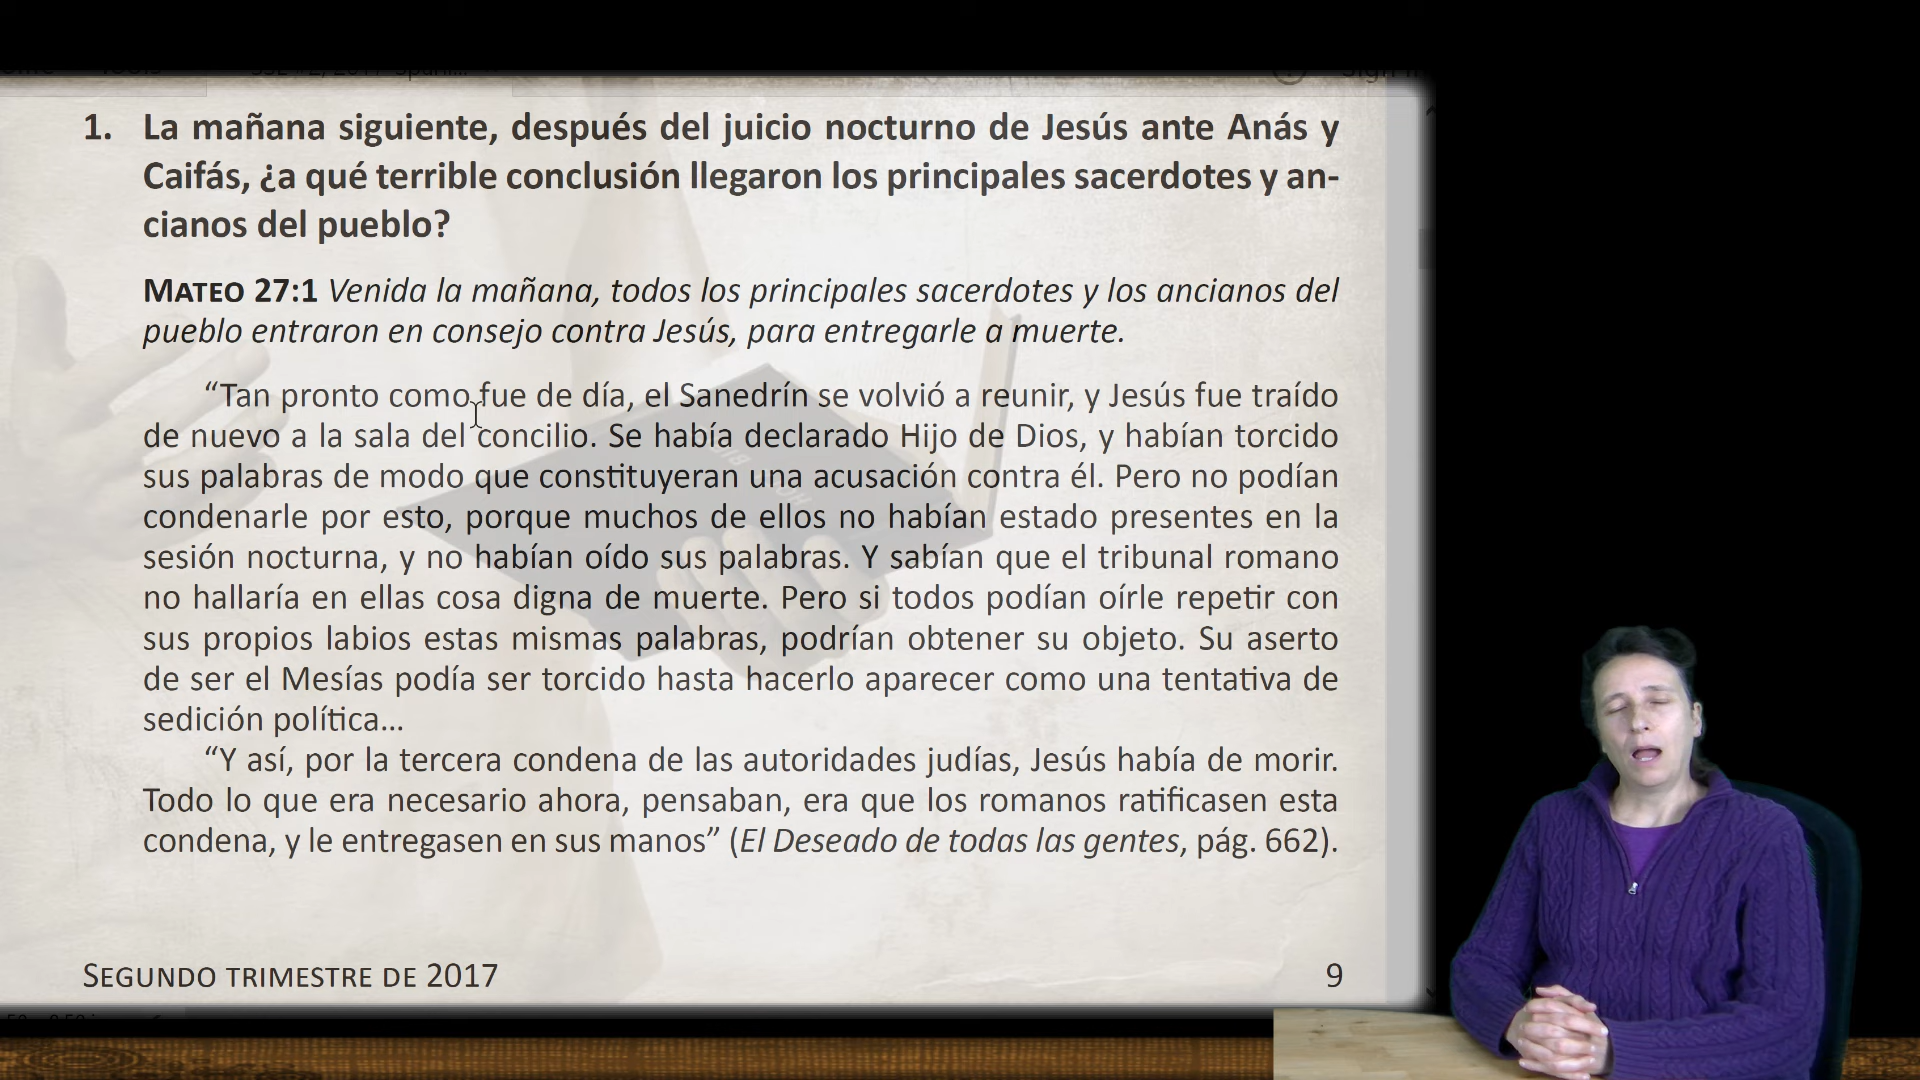 1. La mañana siguiente, después del juicio nocturno de Jesús ante Anás y
Caifás, ¿a qué terrible conclusión llegaron los principales sacerdotes y an-
cianos del pueblo?
MATEO 27:1 Venida la mañana, todos los principales sacerdotes y los ancianos del
pueblo entraron en consejo contra Jesús, para entregarle a muerte.
“Tan pronto como fue de día, el Sanedrín se volvió a reunir, y Jesús fue traído
de nuevo a la sala del concilio. Se había declarado Hijo de Dios, y habían torcido
sus palabras de modo que constituyeran una acusación contra él. Pero no podían
condenarle por esto, porque muchos de ellos no habían estado presentes en la
sesión nocturna, y no habían oído sus palabras. Y sabían que el tribunal romano
no hallaría en ellas cosa digna de muerte. Pero si todos podían oírle repetir con
sus propios labios estas mismas palabras, podrían obtener su objeto. Su aserto
de ser el Mesías podía ser torcido hasta hacerlo aparecer como una tentativa de
sedición política...
“Y así, por la tercera condena de las autoridades judías, Jesús había de morir.
Todo lo que era necesario ahora, pensaban, era que los romanos ratificasen esta
condena, y le entregasen en sus manos” (El Deseado de todas las gentes, pág. 662).
SEGUNDO TRIMESTRE DE 2017
9